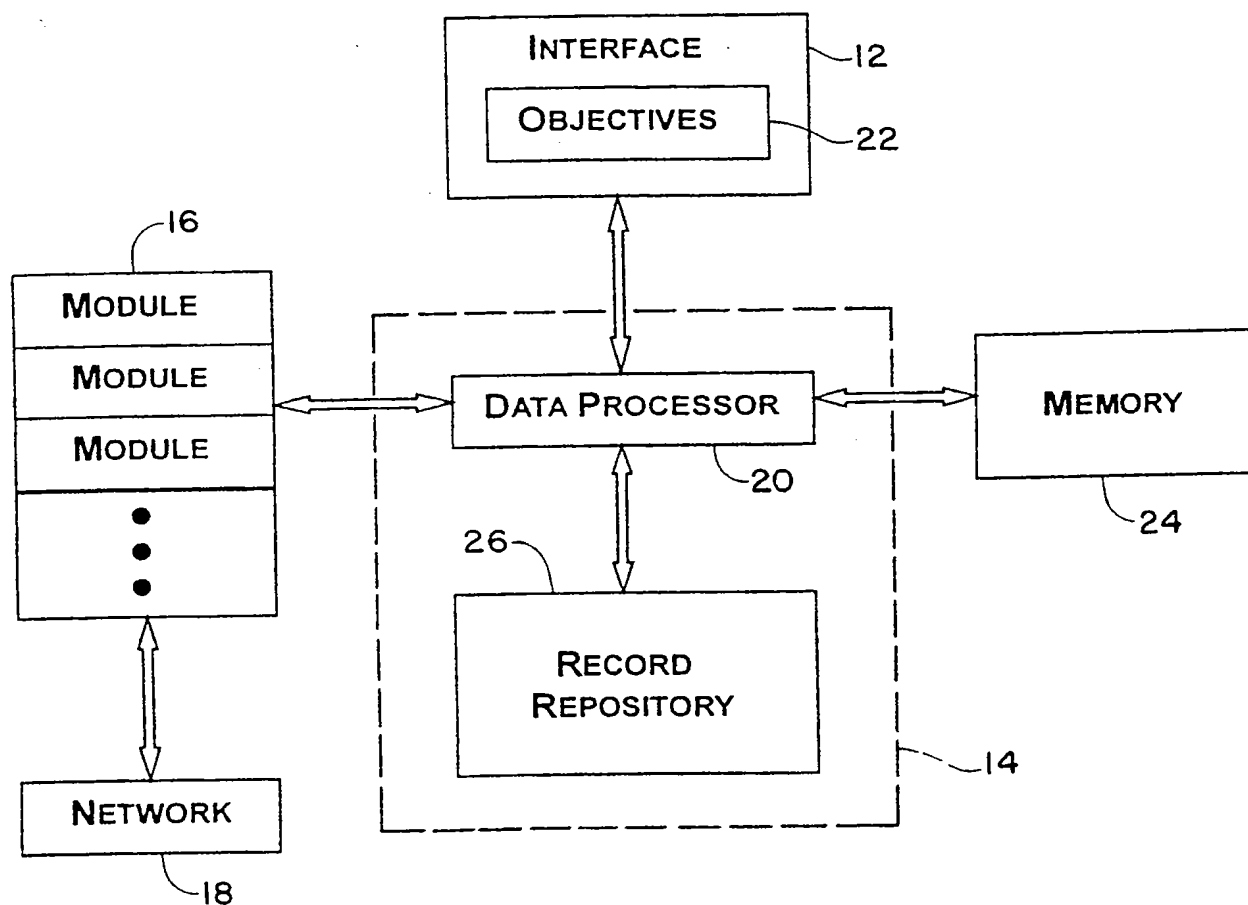 INTERFACE
12
OBJECTIVES
22
16
MODULE
MODULE
MODULE
DATA PROCESSOR
20
MEMORY
24
26
RECORD
REPOSITORY
14
NETWORK
18